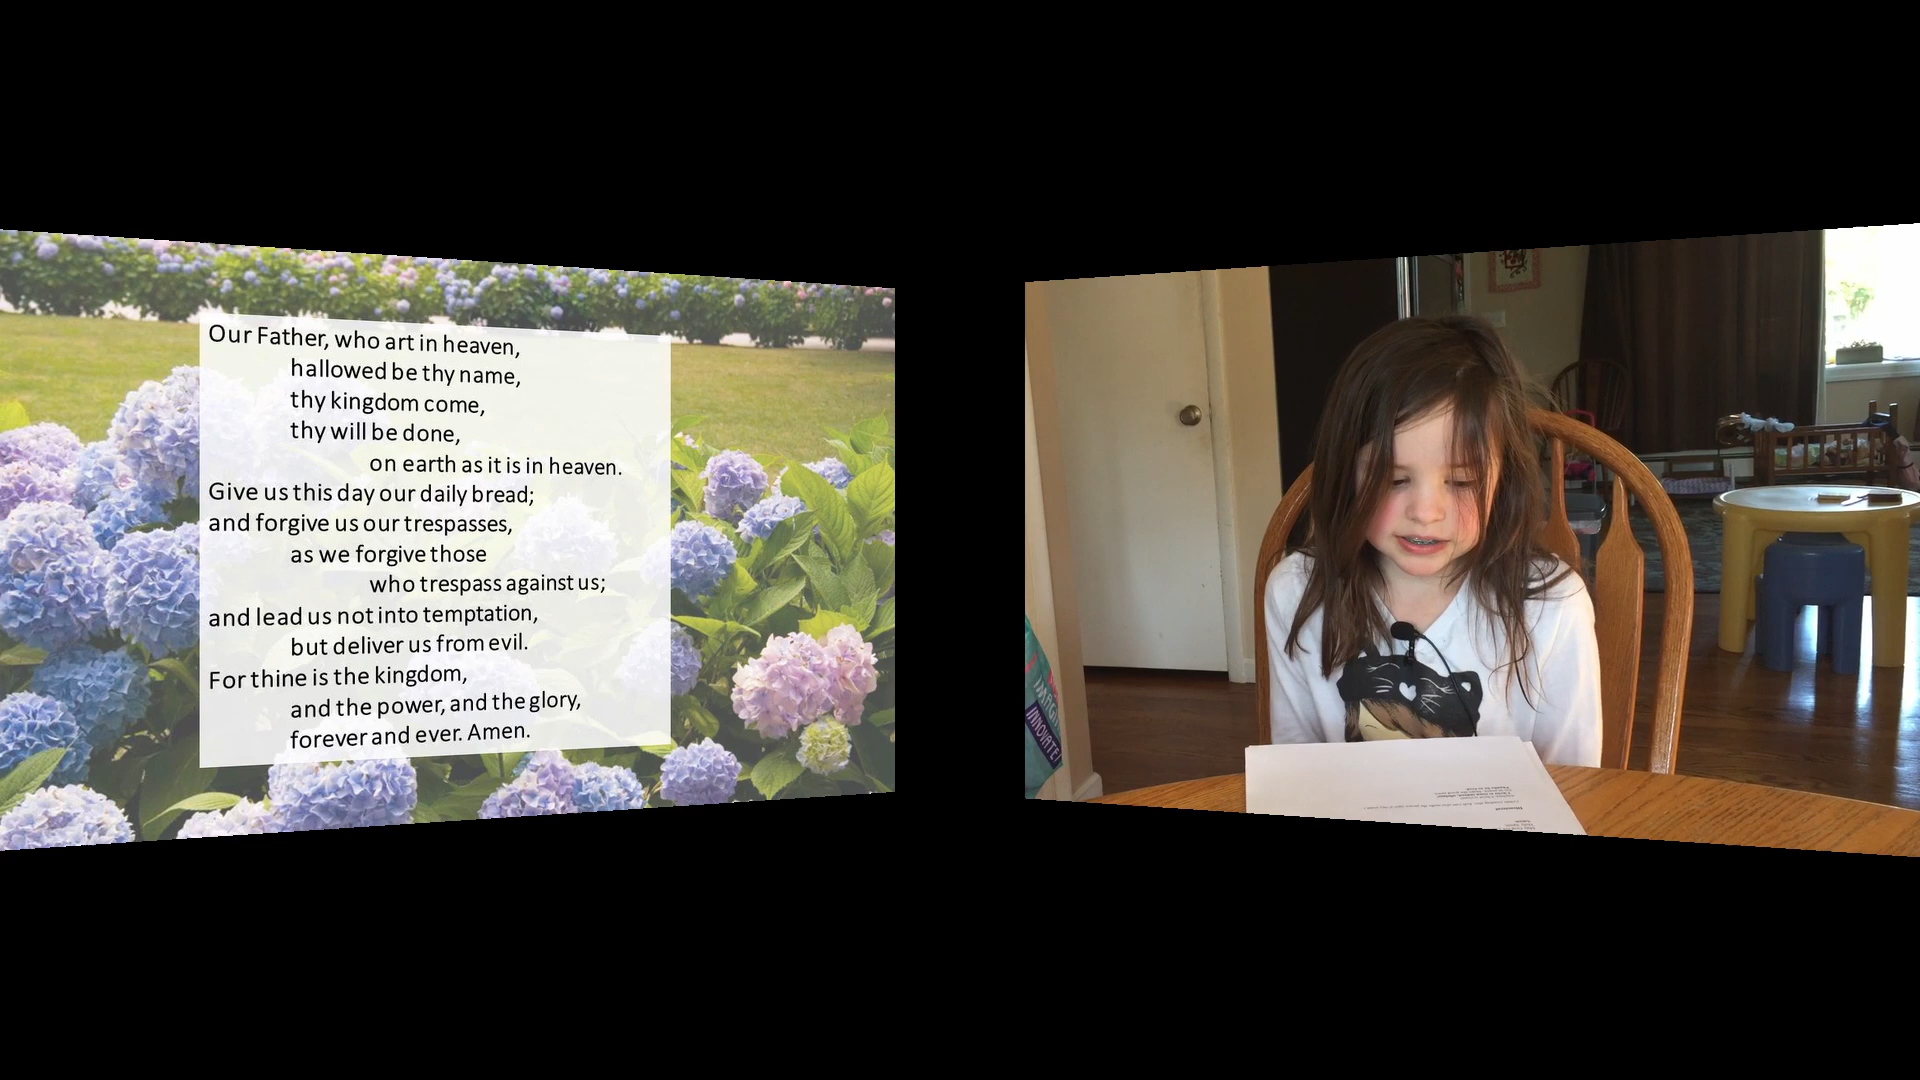 Our Father, who art in heaven,
hallowed be thy name,
thy kingdom come,
thy will be done,
on earth as it is in heaven.
Give us this day our daily bread;
and forgive us our trespasses,
as we forgive those
who trespass against us;
and lead us not into temptation,
but deliver us from evil.
For thine is the kingdom,
and the power, and the glory,
forever and ever. Amen.
INNOVATE!